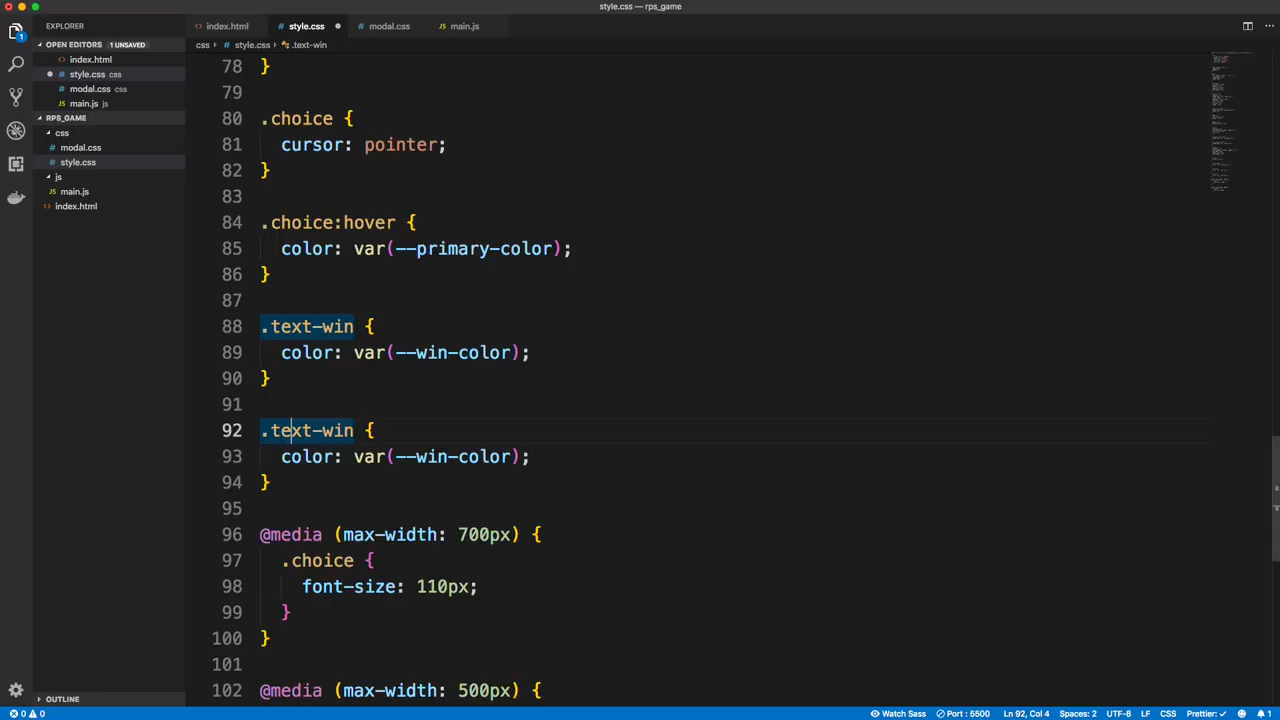 style.css — rps_game
EXPLORER
index.html
style.css
modal.css
main.js
OPEN EDITORS 1 UNSAVED
css › style.css › .text-win
index.html
style.css css
modal.css css
main.js js
RPS_GAME
css
modal.css
style.css
js
main.js
index.html
78 }
79
80 .choice {
81 cursor: pointer;
82 }
83
84 .choice:hover {
85 color: var(--primary-color);
86 }
87
88 .text-win {
89 color: var(--win-color);
90 }
91
92 .text-win {
93 color: var(--win-color);
94 }
95
96 @media (max-width: 700px) {
97 .choice {
98 font-size: 110px;
99 }
100 }
101
102 @media (max-width: 500px) {
OUTLINE
0 0
Watch Sass
Port : 5500
Ln 92, Col 4
Spaces: 2
UTF-8
LF
CSS
Prettier: ✓
1